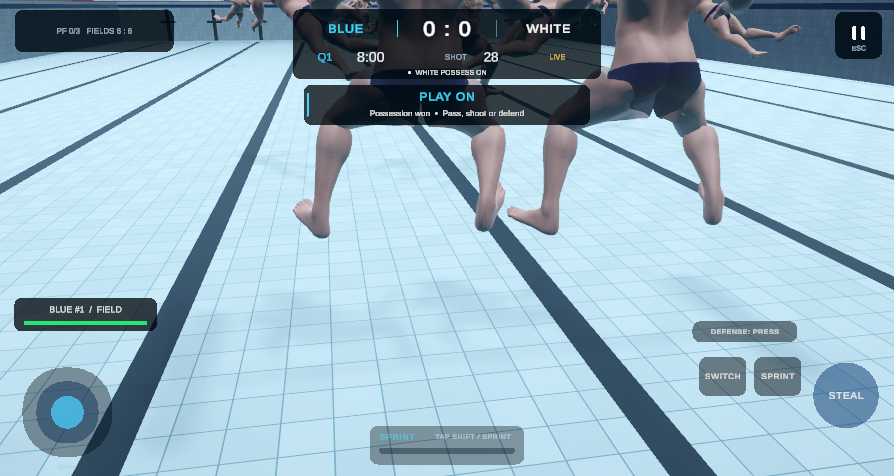 PF 0/3 FIELDS 6 : 6
BLUE 0 : 0 WHITE
Q1 8:00 SHOT 28 LIVE
• WHITE POSSESSION
PLAY ON
Possession won • Pass, shoot or defend
ESC
BLUE #1 / FIELD
DEFENSE: PRESS
SWITCH SPRINT STEAL
SPRINT TAP SHIFT / SPRINT